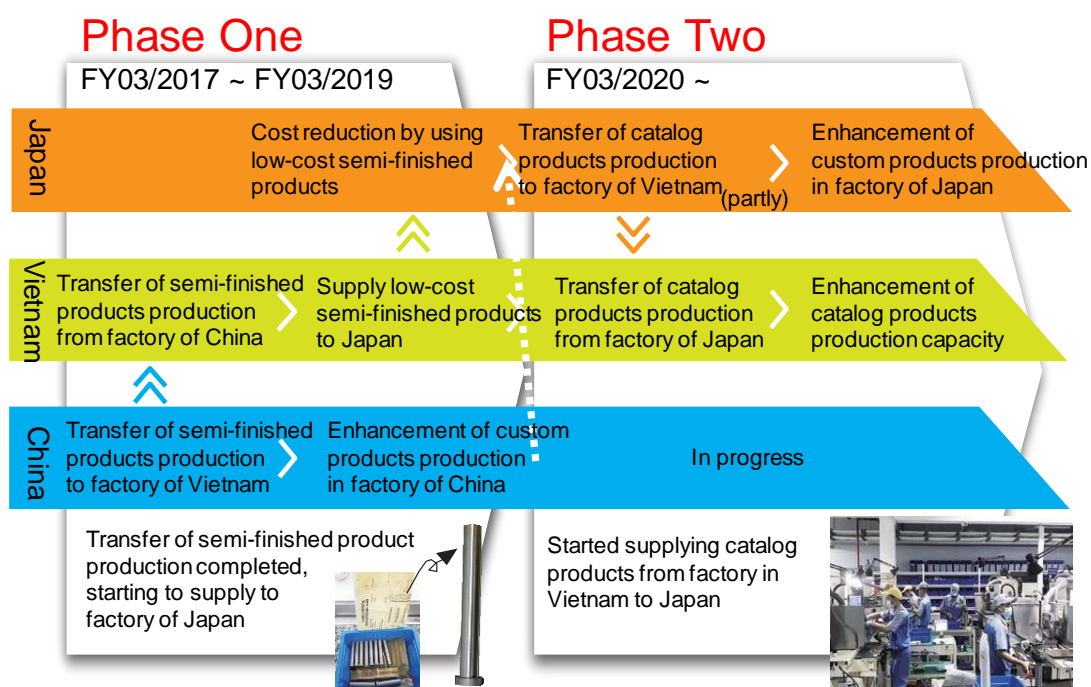 Phase One
FY03/2017 ~ FY03/2019
Phase Two
FY03/2020 ~
Japan
Cost reduction by using
low-cost semi-finished
products
Transfer of catalog
products production
to factory of Vietnam
(partly)
Enhancement of
custom products production
in factory of Japan
Vietnam
Transfer of semi-finished
products production
from factory of China
Supply low-cost
semi-finished products
to Japan
Transfer of catalog
products production
from factory of Japan
Enhancement of
catalog products
production capacity
China
Transfer of semi-finished
products production
to factory of Vietnam
Enhancement of custom
products production
in factory of China
In progress
Transfer of semi-finished product
production completed,
starting to supply to
factory of Japan
Started supplying catalog
products from factory in
Vietnam to Japan